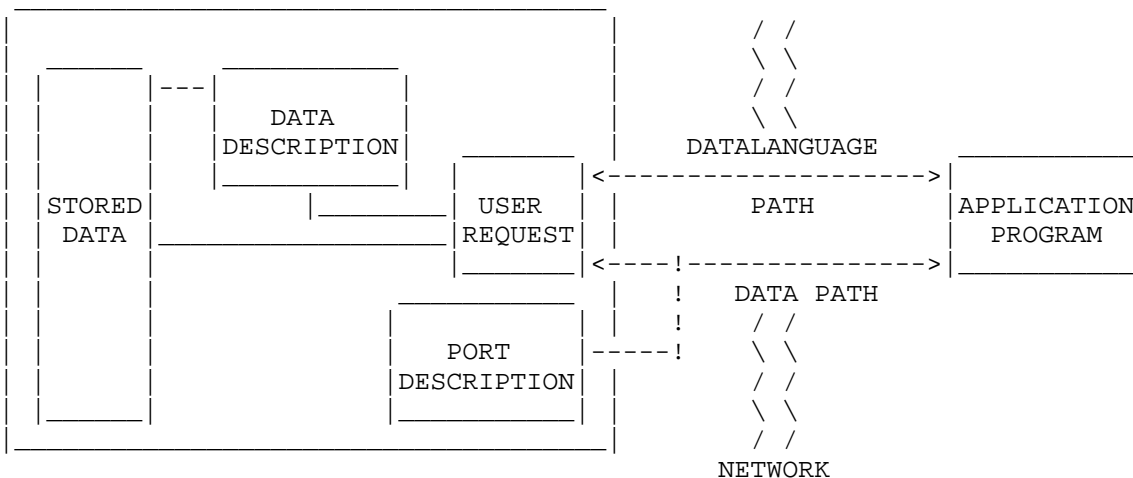 DATA
DESCRIPTION
DATALANGUAGE
STORED USER PATH APPLICATION
DATA REQUEST PROGRAM
DATA PATH
PORT
DESCRIPTION
NETWORK